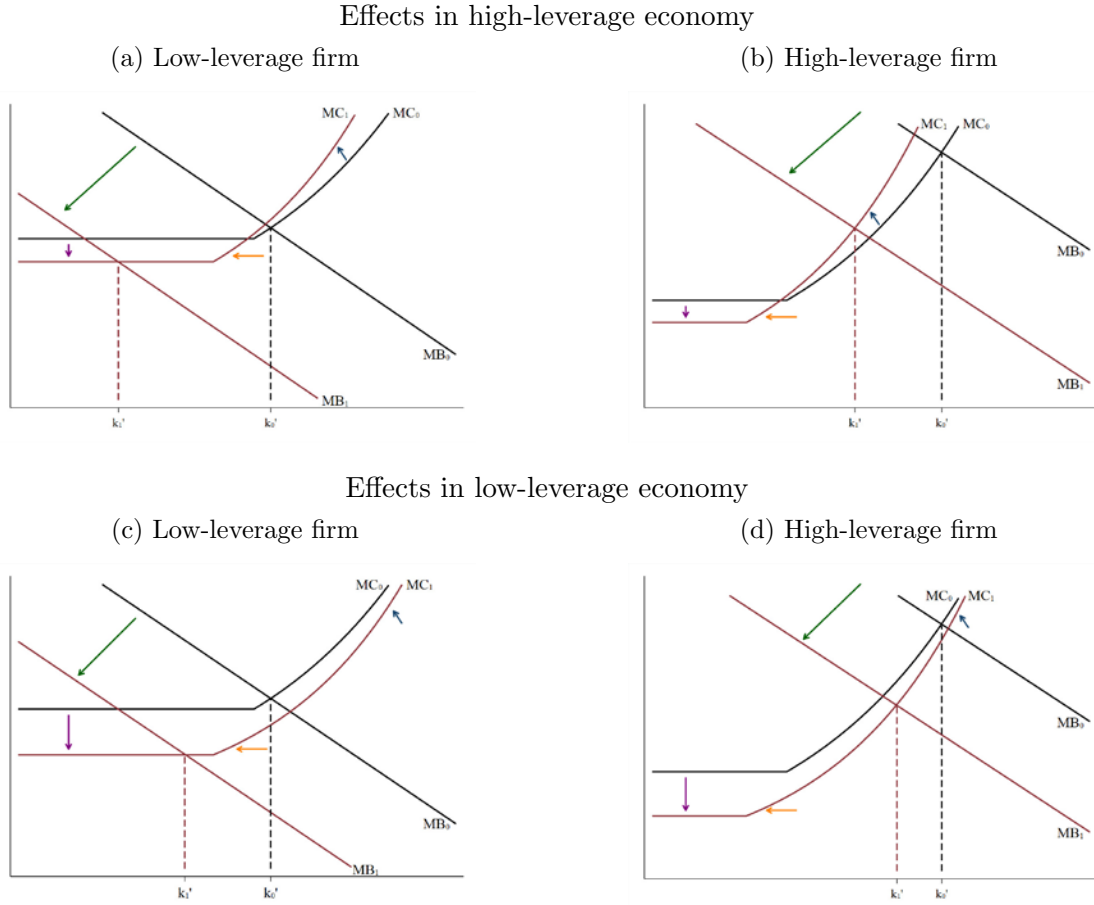 Effects in high-leverage economy
(a) Low-leverage firm
(b) High-leverage firm
MC₁ MC₀
MB₀
MB₁
k₁' k₀'
MC₁ MC₀
MB₀
MB₁
k₁' k₀'
Effects in low-leverage economy
(c) Low-leverage firm
(d) High-leverage firm
MC₀ MC₁
MB₀
MB₁
k₁' k₀'
MC₀ MC₁
MB₀
MB₁
k₁' k₀'